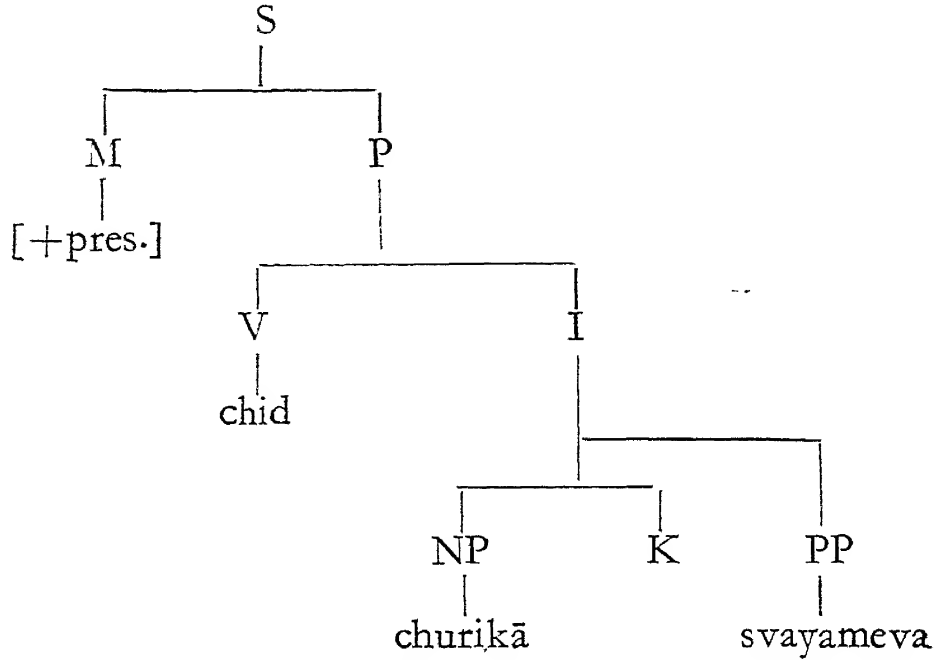 S
M P
[+pres.]
V I
chid
NP K PP
churikā svayameva